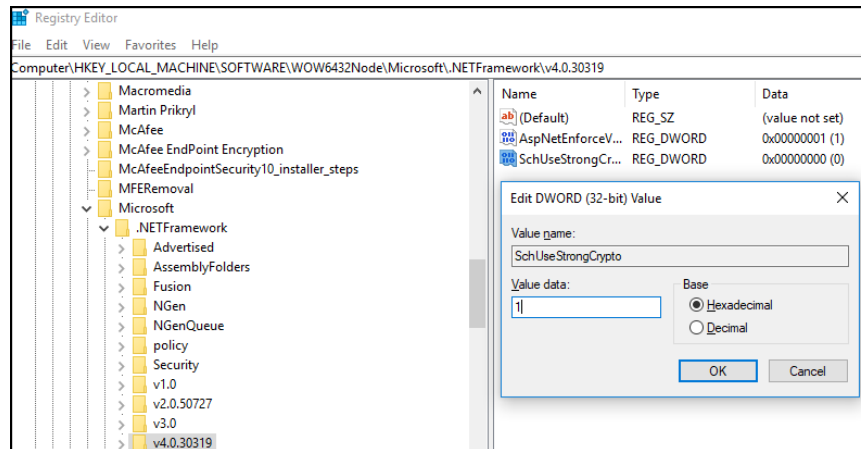 Registry Editor
File Edit View Favorites Help
Computer\HKEY_LOCAL_MACHINE\SOFTWARE\WOW6432Node\Microsoft\.NETFramework\v4.0.30319
Macromedia
Martin Prikryl
McAfee
McAfee EndPoint Encryption
McAfeeEndpointSecurity10_installer_steps
MFERemoval
Microsoft
.NETFramework
Advertised
AssemblyFolders
Fusion
NGen
NGenQueue
policy
Security
v1.0
v2.0.50727
v3.0
v4.0.30319
Name Type Data
ab (Default) REG_SZ (value not set)
AspNetEnforceV... REG_DWORD 0x00000001 (1)
SchUseStrongCr... REG_DWORD 0x00000000 (0)
Edit DWORD (32-bit) Value
Value name:
SchUseStrongCrypto
Value data:
1
Base
Hexadecimal
Decimal
OK Cancel